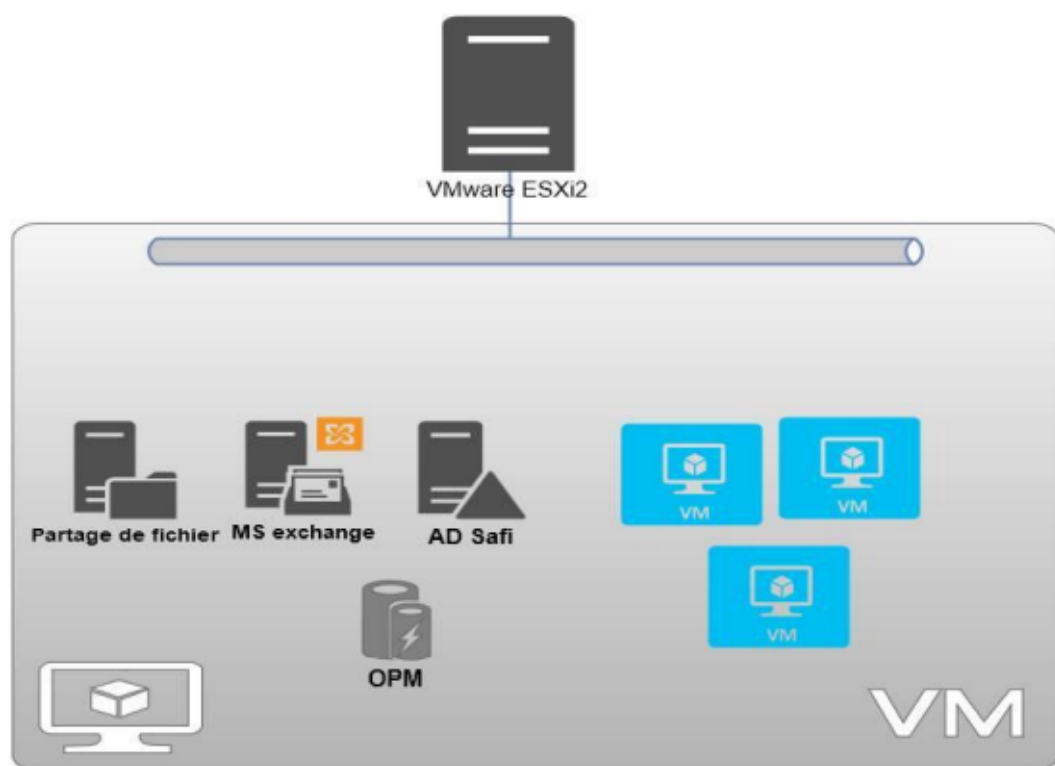 VMware ESXi2
Partage de fichier
MS exchange
AD Safi
VM
VM
VM
OPM
VM